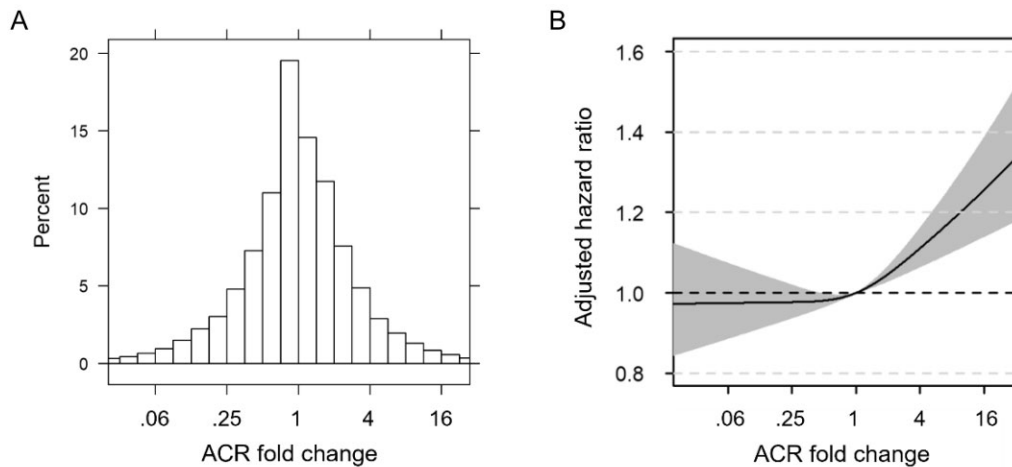 A
Percent
20
15
10
5
0
.06 .25 1 4 16
ACR fold change
B
Adjusted hazard ratio
1.6
1.4
1.2
1.0
0.8
.06 .25 1 4 16
ACR fold change